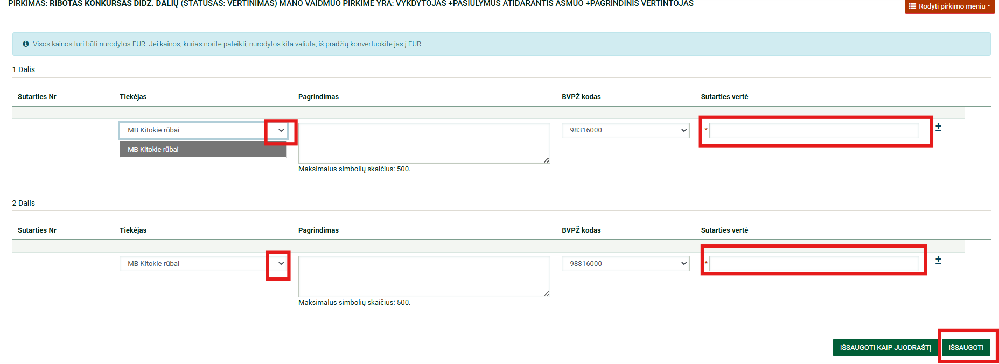 PIRKIMAS: RIBOTAS KONKURSAS DIDŽ. DALIŲ (STATUSAS: VERTINIMAS) MANO VAIDMUO PIRKIME YRA: VYKDYTOJAS +PASIŪLYMUS ATIDARANTIS ASMUO +PAGRINDINIS VERTINTOJAS
Rodyti pirkimo meniu
Visos kainos turi būti nurodytos EUR. Jei kainos, kurias norite pateikti, nurodytos kita valiuta, iš pradžių konvertuokite jas į EUR .
1 Dalis
Sutarties Nr Tiekėjas Pagrindimas BVPŽ kodas Sutarties vertė
MB Kitokie rūbai 98316000 *
MB Kitokie rūbai
Maksimalus simbolių skaičius: 500.
2 Dalis
Sutarties Nr Tiekėjas Pagrindimas BVPŽ kodas Sutarties vertė
MB Kitokie rūbai 98316000 *
Maksimalus simbolių skaičius: 500.
IŠSAUGOTI KAIP JUODRAŠTĮ IŠSAUGOTI